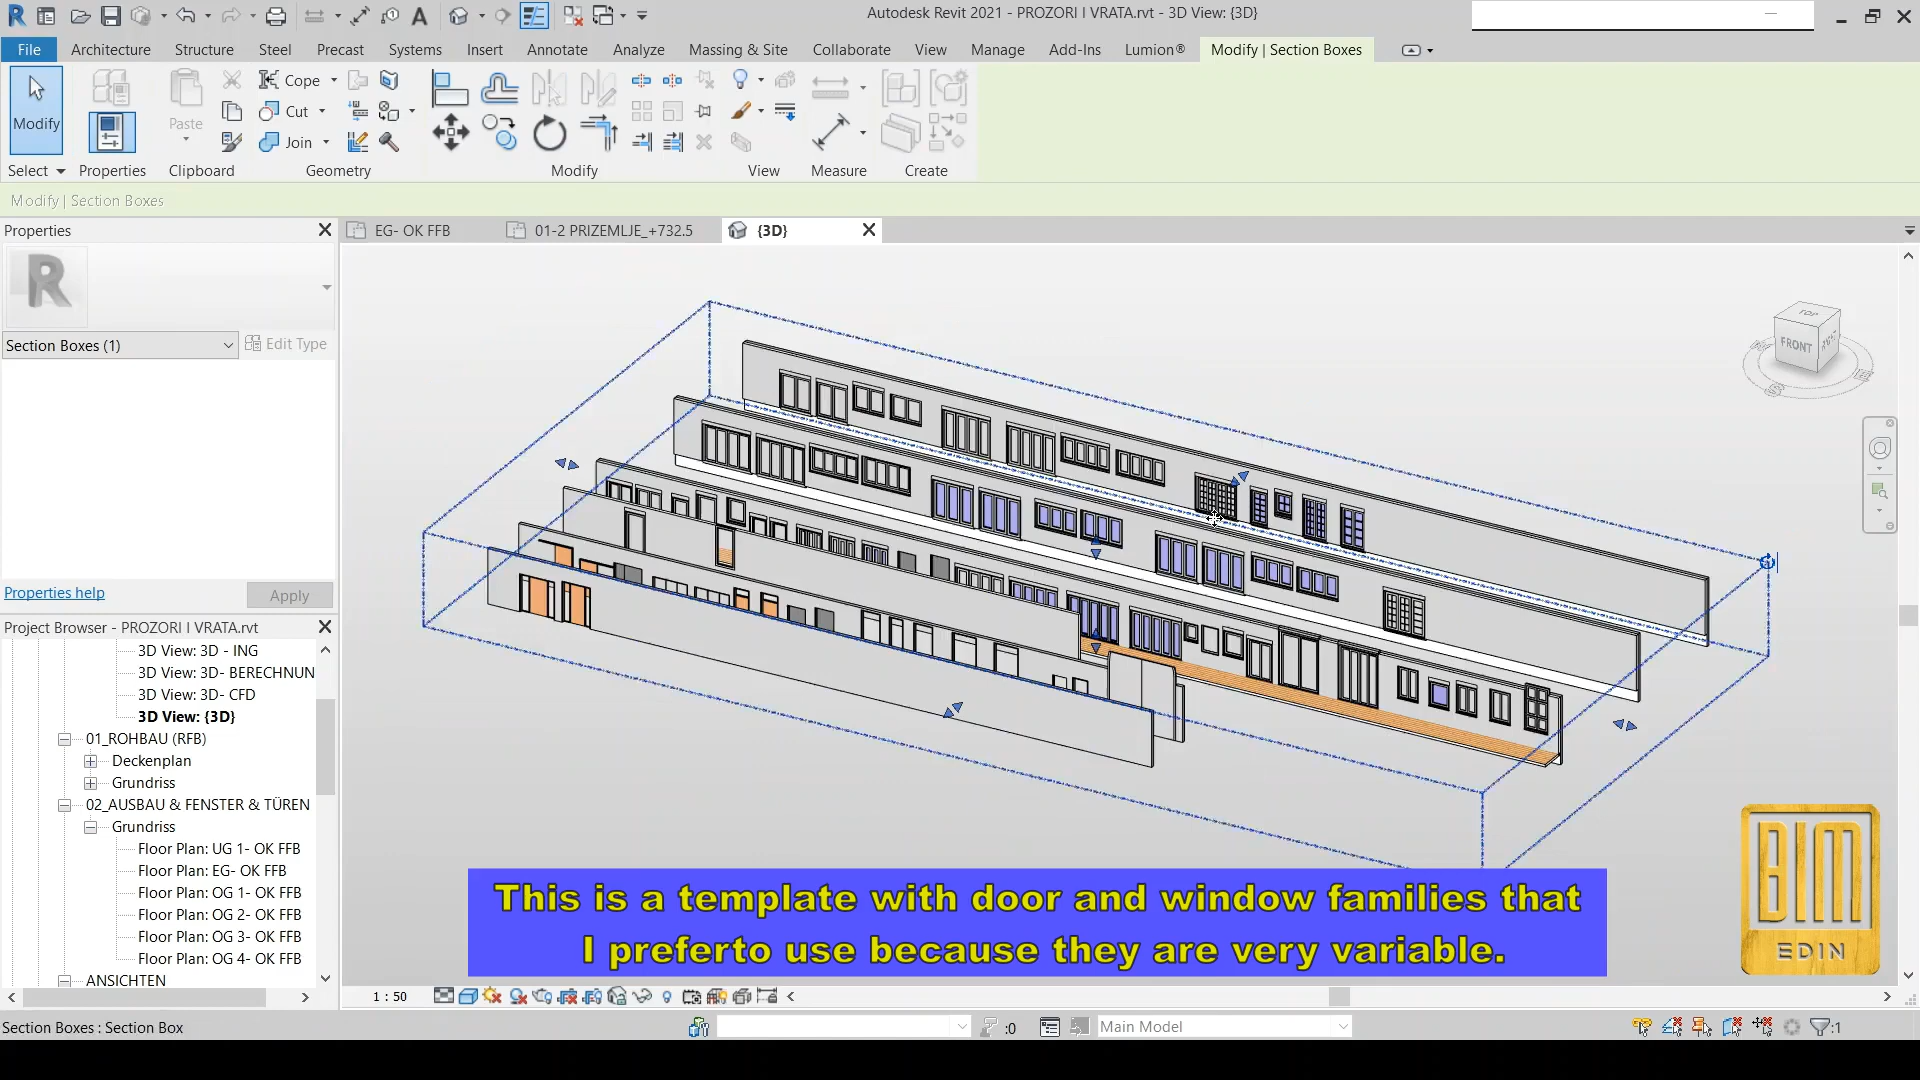 Autodesk Revit 2021 - PROZORI I VRATA.rvt - 3D View: {3D}
File Architecture Structure Steel Precast Systems Insert Annotate Analyze Massing & Site Collaborate View Manage Add-Ins Lumion® Modify | Section Boxes
Modify
Paste
Cope
Cut
Join
Select Properties Clipboard Geometry Modify View Measure Create
Modify | Section Boxes
Properties
EG- OK FFB 01-2 PRIZEMLJE_+732.5 {3D}
Section Boxes (1)
Edit Type
TOP
FRONT
Properties help
Apply
Project Browser - PROZORI I VRATA.rvt
3D View: 3D - ING
3D View: 3D- BERECHNUN
3D View: 3D- CFD
3D View: {3D}
01_ROHBAU (RFB)
Deckenplan
Grundriss
02_AUSBAU & FENSTER & TÜREN
Grundriss
Floor Plan: UG 1- OK FFB
Floor Plan: EG- OK FFB
Floor Plan: OG 1- OK FFB
Floor Plan: OG 2- OK FFB
Floor Plan: OG 3- OK FFB
Floor Plan: OG 4- OK FFB
ANSICHTEN
This is a template with door and window families that
I preferto use because they are very variable.
BIM
EDIN
1 : 50
Section Boxes : Section Box
:0
Main Model
:1